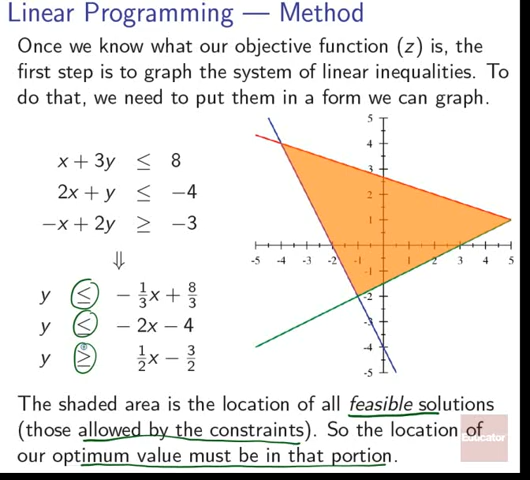 Linear Programming — Method
Once we know what our objective function (z) is, the
first step is to graph the system of linear inequalities. To
do that, we need to put them in a form we can graph.
x + 3y ≤ 8
2x + y ≤ −4
−x + 2y ≥ −3
⇓
y ≤ −1/3x + 8/3
y ≤ −2x − 4
y ≥ 1/2x − 3/2
5
4
3
2
1
-5 -4 -3 -2 -1 1 2 3 4 5
-1
-2
-3
-4
-5
The shaded area is the location of all feasible solutions
(those allowed by the constraints). So the location of
our optimum value must be in that portion.
Educator